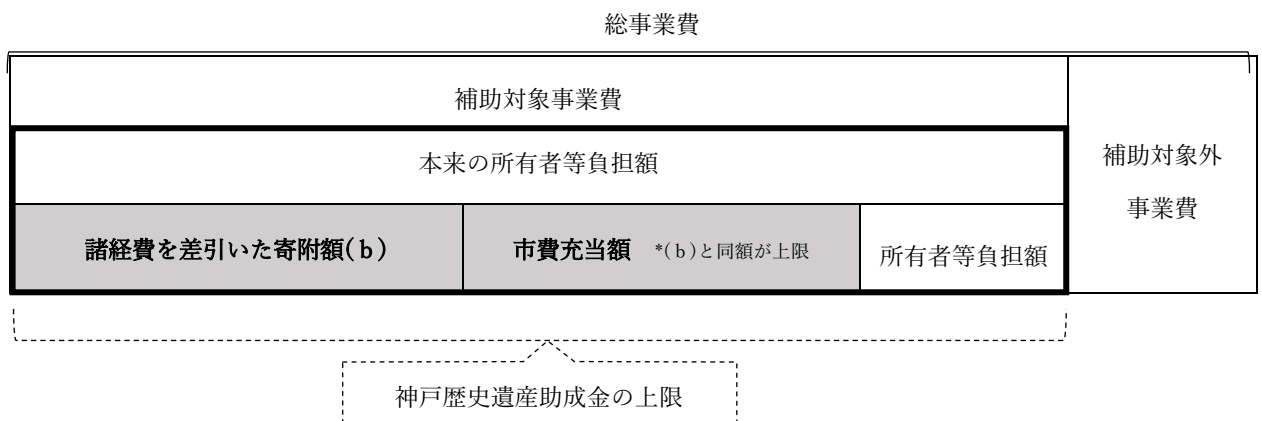 総事業費
補助対象事業費
本来の所有者等負担額
補助対象外
事業費
諸経費を差引いた寄附額(b)
市費充当額 *(b)と同額が上限
所有者等負担額
神戸歴史遺産助成金の上限